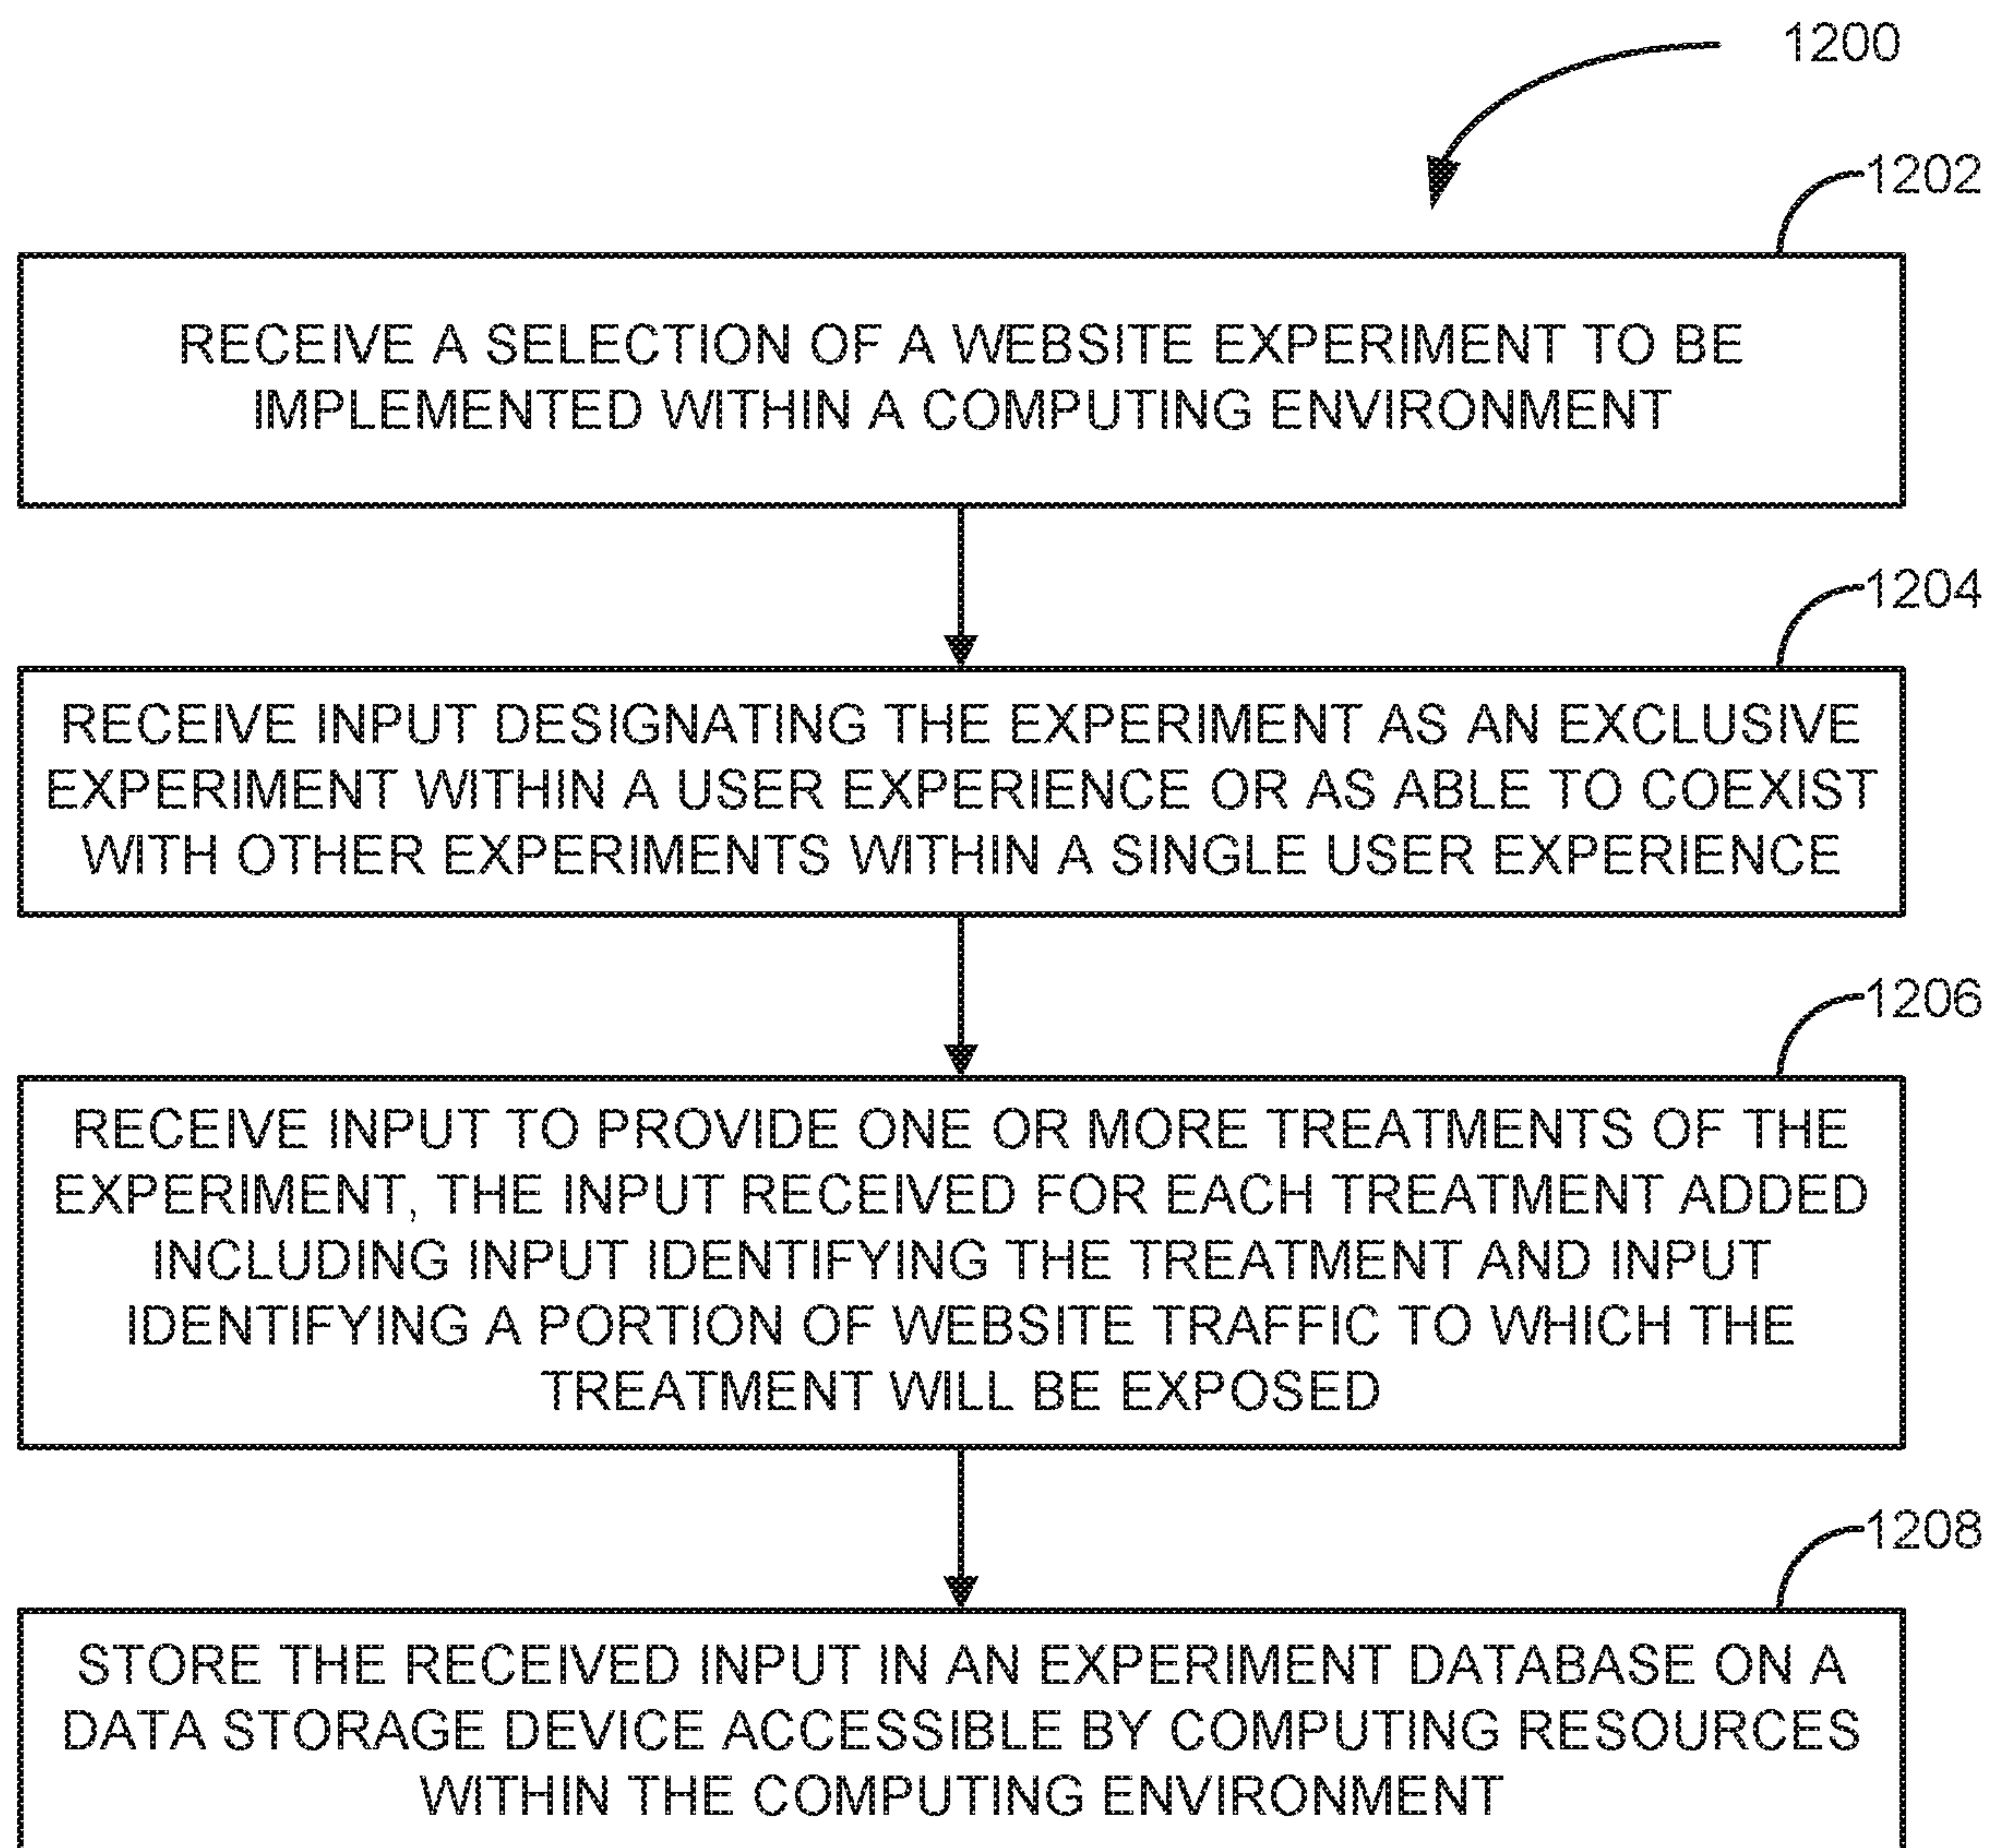 1200
1202
RECEIVE A SELECTION OF A WEBSITE EXPERIMENT TO BE
IMPLEMENTED WITHIN A COMPUTING ENVIRONMENT
1204
RECEIVE INPUT DESIGNATING THE EXPERIMENT AS AN EXCLUSIVE
EXPERIMENT WITHIN A USER EXPERIENCE OR AS ABLE TO COEXIST
WITH OTHER EXPERIMENTS WITHIN A SINGLE USER EXPERIENCE
1206
RECEIVE INPUT TO PROVIDE ONE OR MORE TREATMENTS OF THE
EXPERIMENT, THE INPUT RECEIVED FOR EACH TREATMENT ADDED
INCLUDING INPUT IDENTIFYING THE TREATMENT AND INPUT
IDENTIFYING A PORTION OF WEBSITE TRAFFIC TO WHICH THE
TREATMENT WILL BE EXPOSED
1208
STORE THE RECEIVED INPUT IN AN EXPERIMENT DATABASE ON A
DATA STORAGE DEVICE ACCESSIBLE BY COMPUTING RESOURCES
WITHIN THE COMPUTING ENVIRONMENT